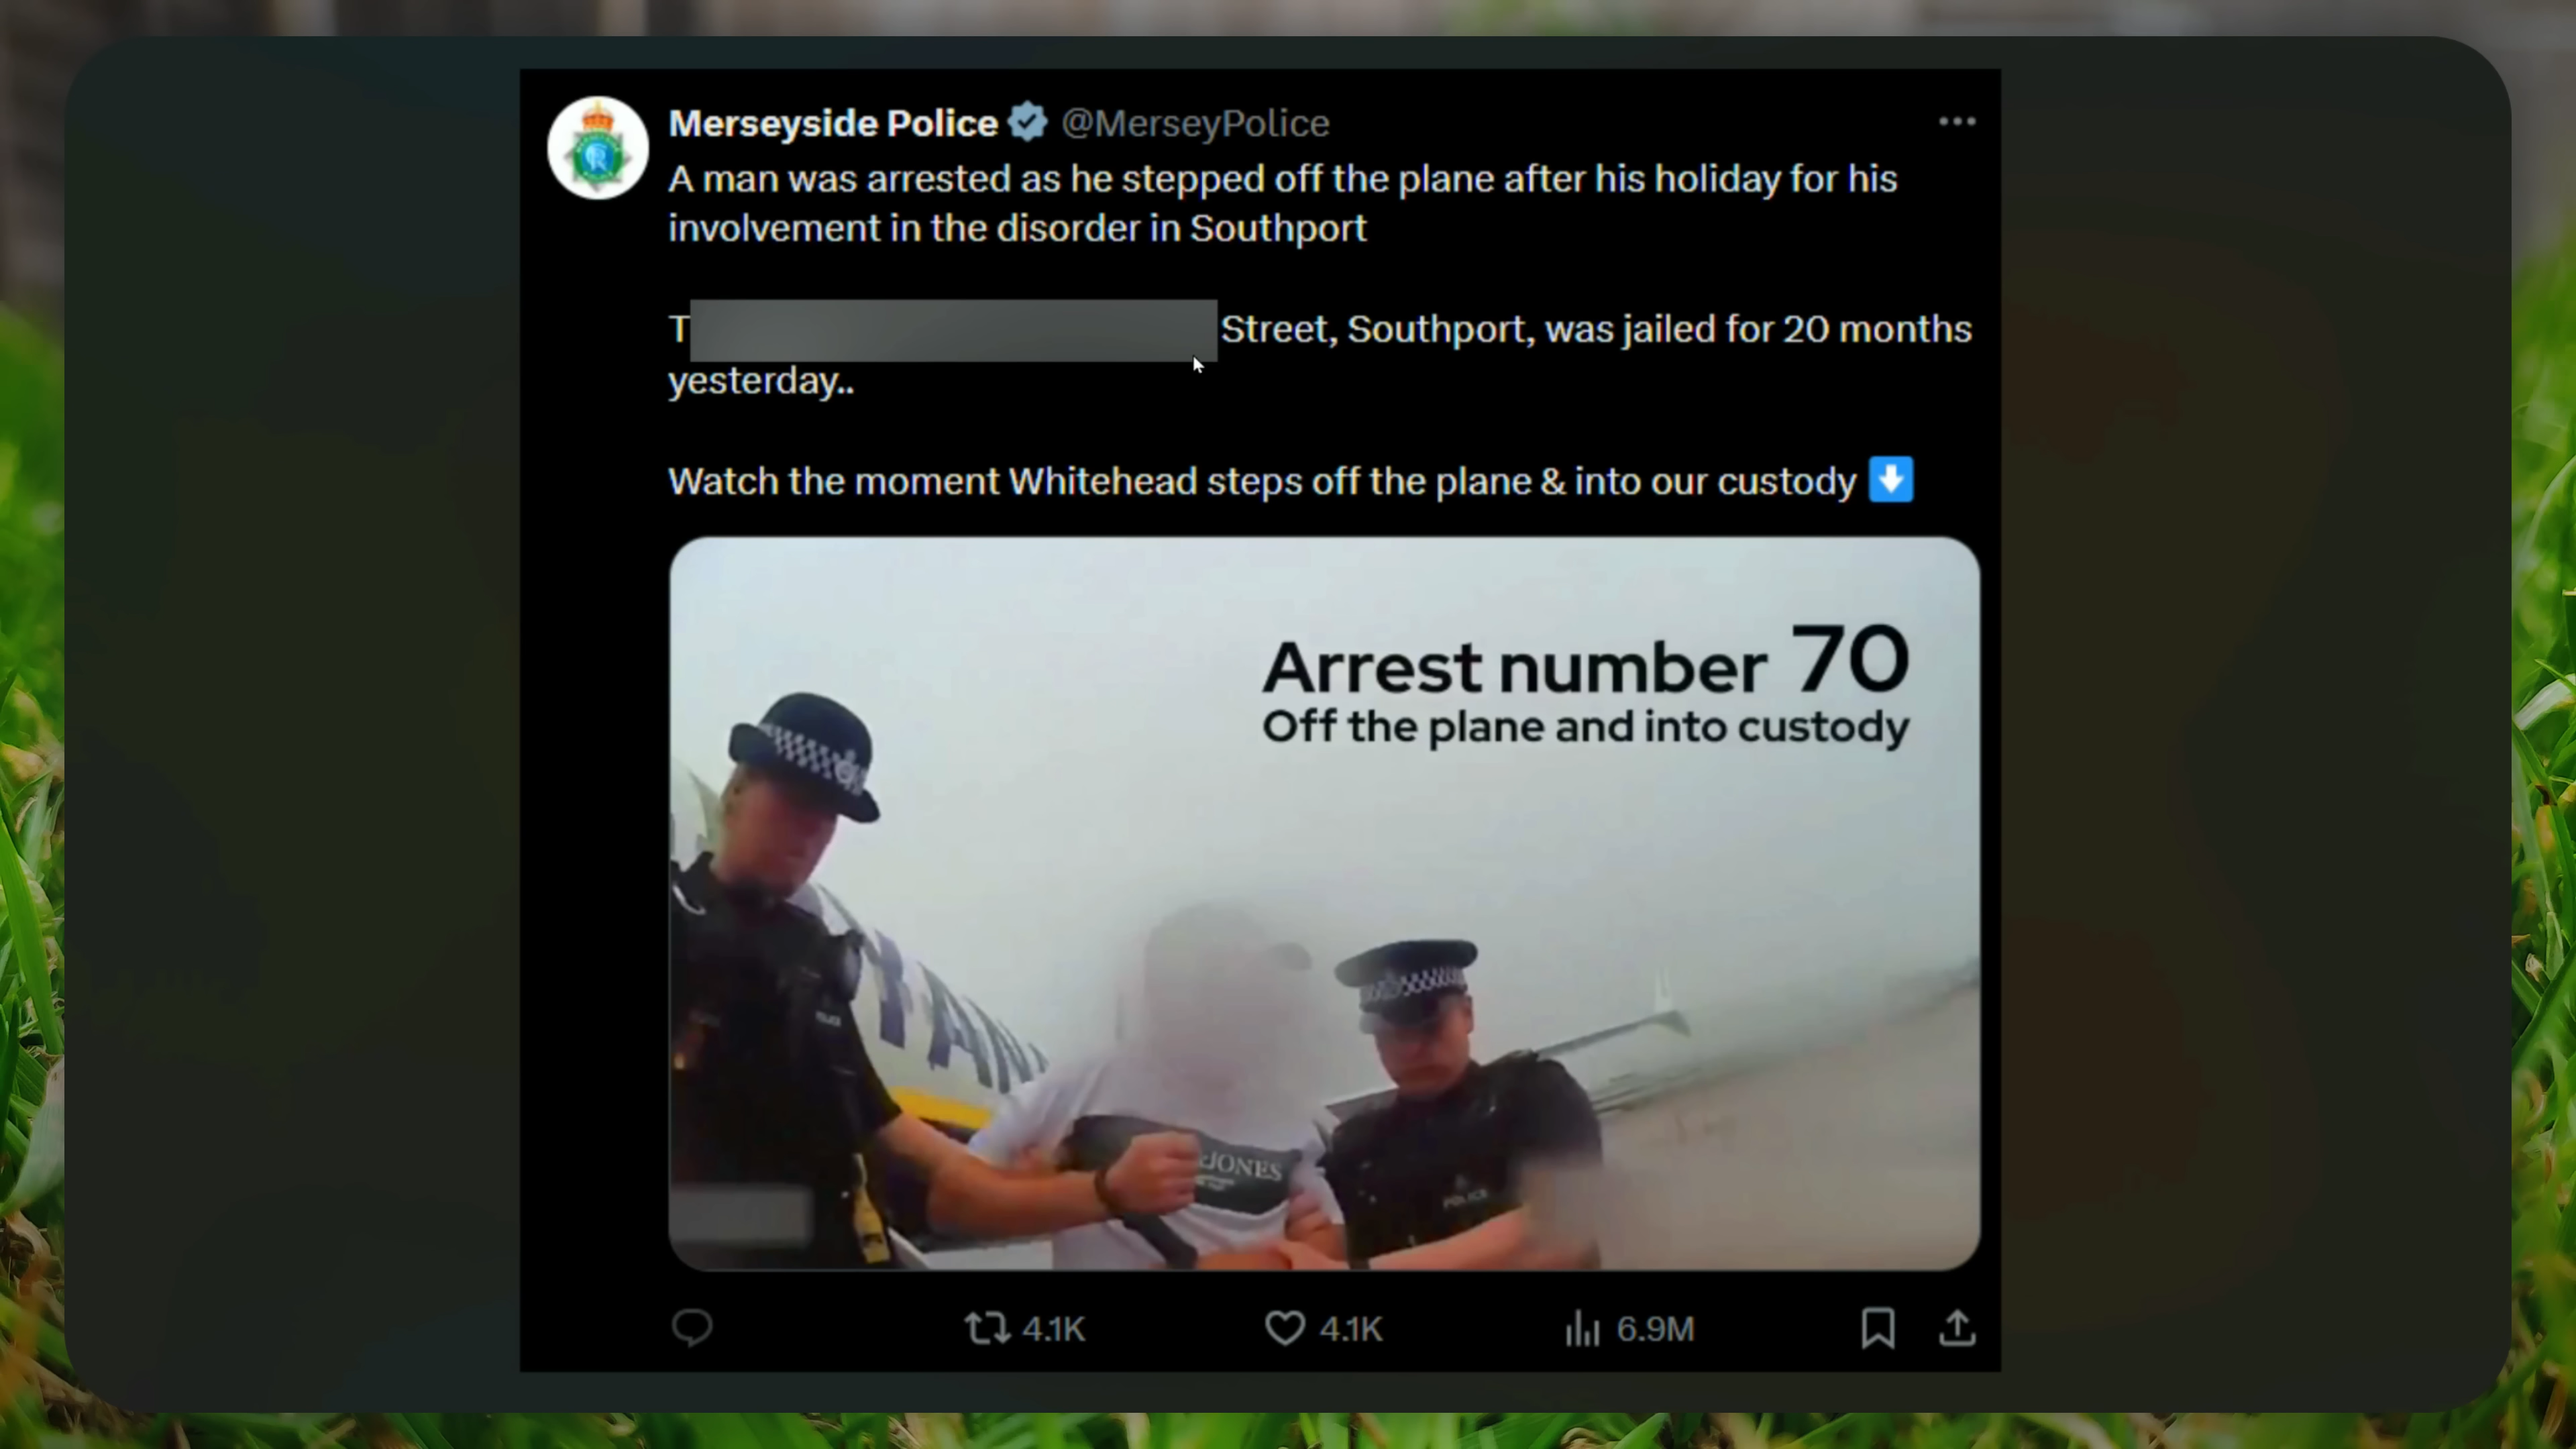 Merseyside Police @MerseyPolice
A man was arrested as he stepped off the plane after his holiday for his
involvement in the disorder in Southport
T Street, Southport, was jailed for 20 months
yesterday..
Watch the moment Whitehead steps off the plane & into our custody
Arrest number 70
Off the plane and into custody
JONES
POLICE
POLICE
4.1K 4.1K 6.9M